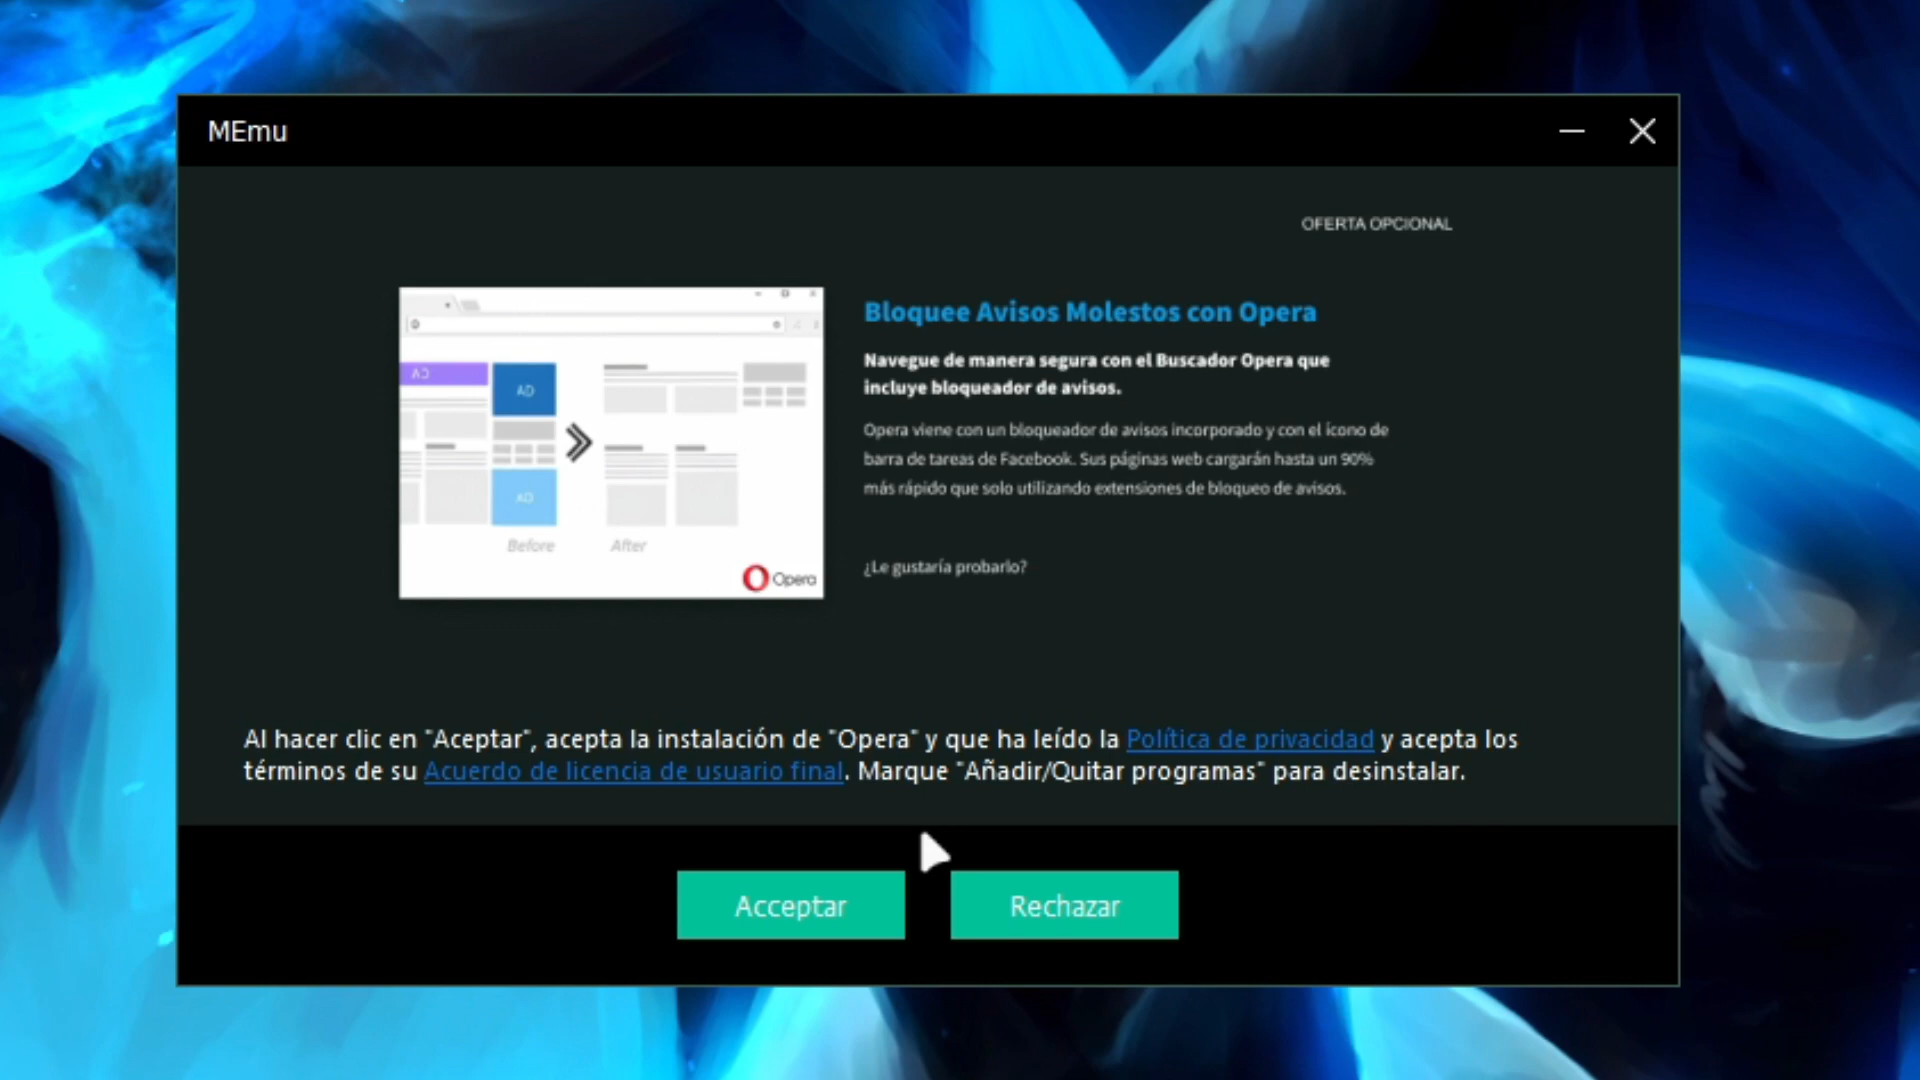 MEmu
OFERTA OPCIONAL
AD
AD
AD
Before
After
Opera
Bloquee Avisos Molestos con Opera
Navegue de manera segura con el Buscador Opera que
incluye bloqueador de avisos.
Opera viene con un bloqueador de avisos incorporado y con el ícono de
barra de tareas de Facebook. Sus páginas web cargarán hasta un 90%
más rápido que solo utilizando extensiones de bloqueo de avisos.
¿Le gustaría probarlo?
Al hacer clic en "Aceptar", acepta la instalación de "Opera" y que ha leído la Política de privacidad y acepta los
términos de su Acuerdo de licencia de usuario final. Marque "Añadir/Quitar programas" para desinstalar.
Acceptar
Rechazar